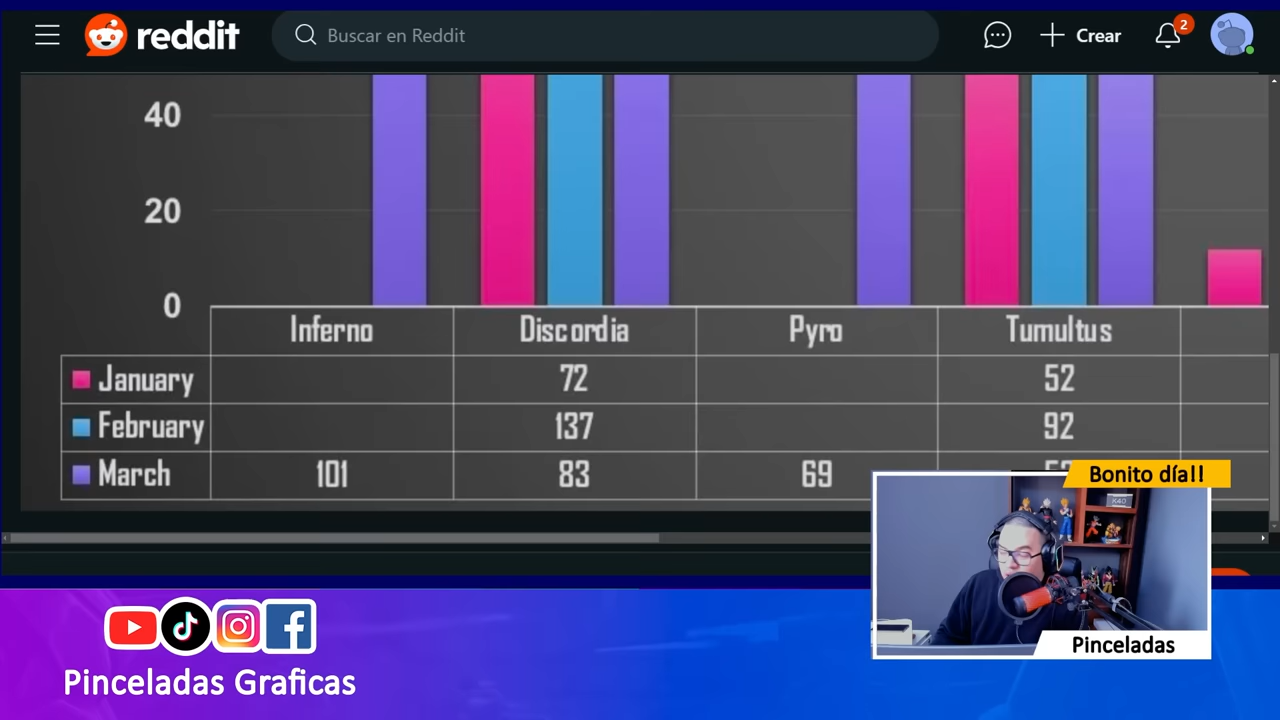 reddit
Buscar en Reddit
Crear
2
40
20
0
Inferno Discordia Pyro Tumultus
January 72 52
February 137 92
March 101 83 69
Bonito día!!
Pinceladas
Pinceladas Graficas